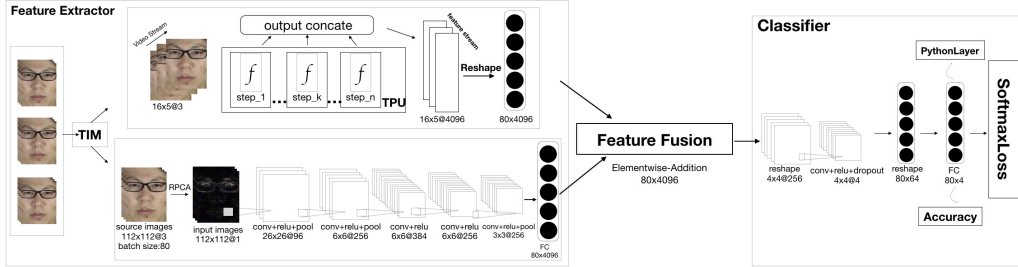 Feature Extractor
TIM
Video Stream
16x5@3
output concate
f
f
f
step_1
step_k
step_n
TPU
feature stream
16x5@4096
Reshape
80x4096
source images
112x112@3
batch size:80
RPCA
input images
112x112@1
conv+relu+pool
26x26@96
conv+relu+pool
6x6@256
conv+relu
6x6@384
conv+relu
6x6@256
conv+relu+pool
3x3@256
FC
80x4096
Feature Fusion
Elementwise-Addition
80x4096
Classifier
reshape
4x4@256
conv+relu+dropout
4x4@4
reshape
80x64
PythonLayer
FC
80x4
Accuracy
SoftmaxLoss